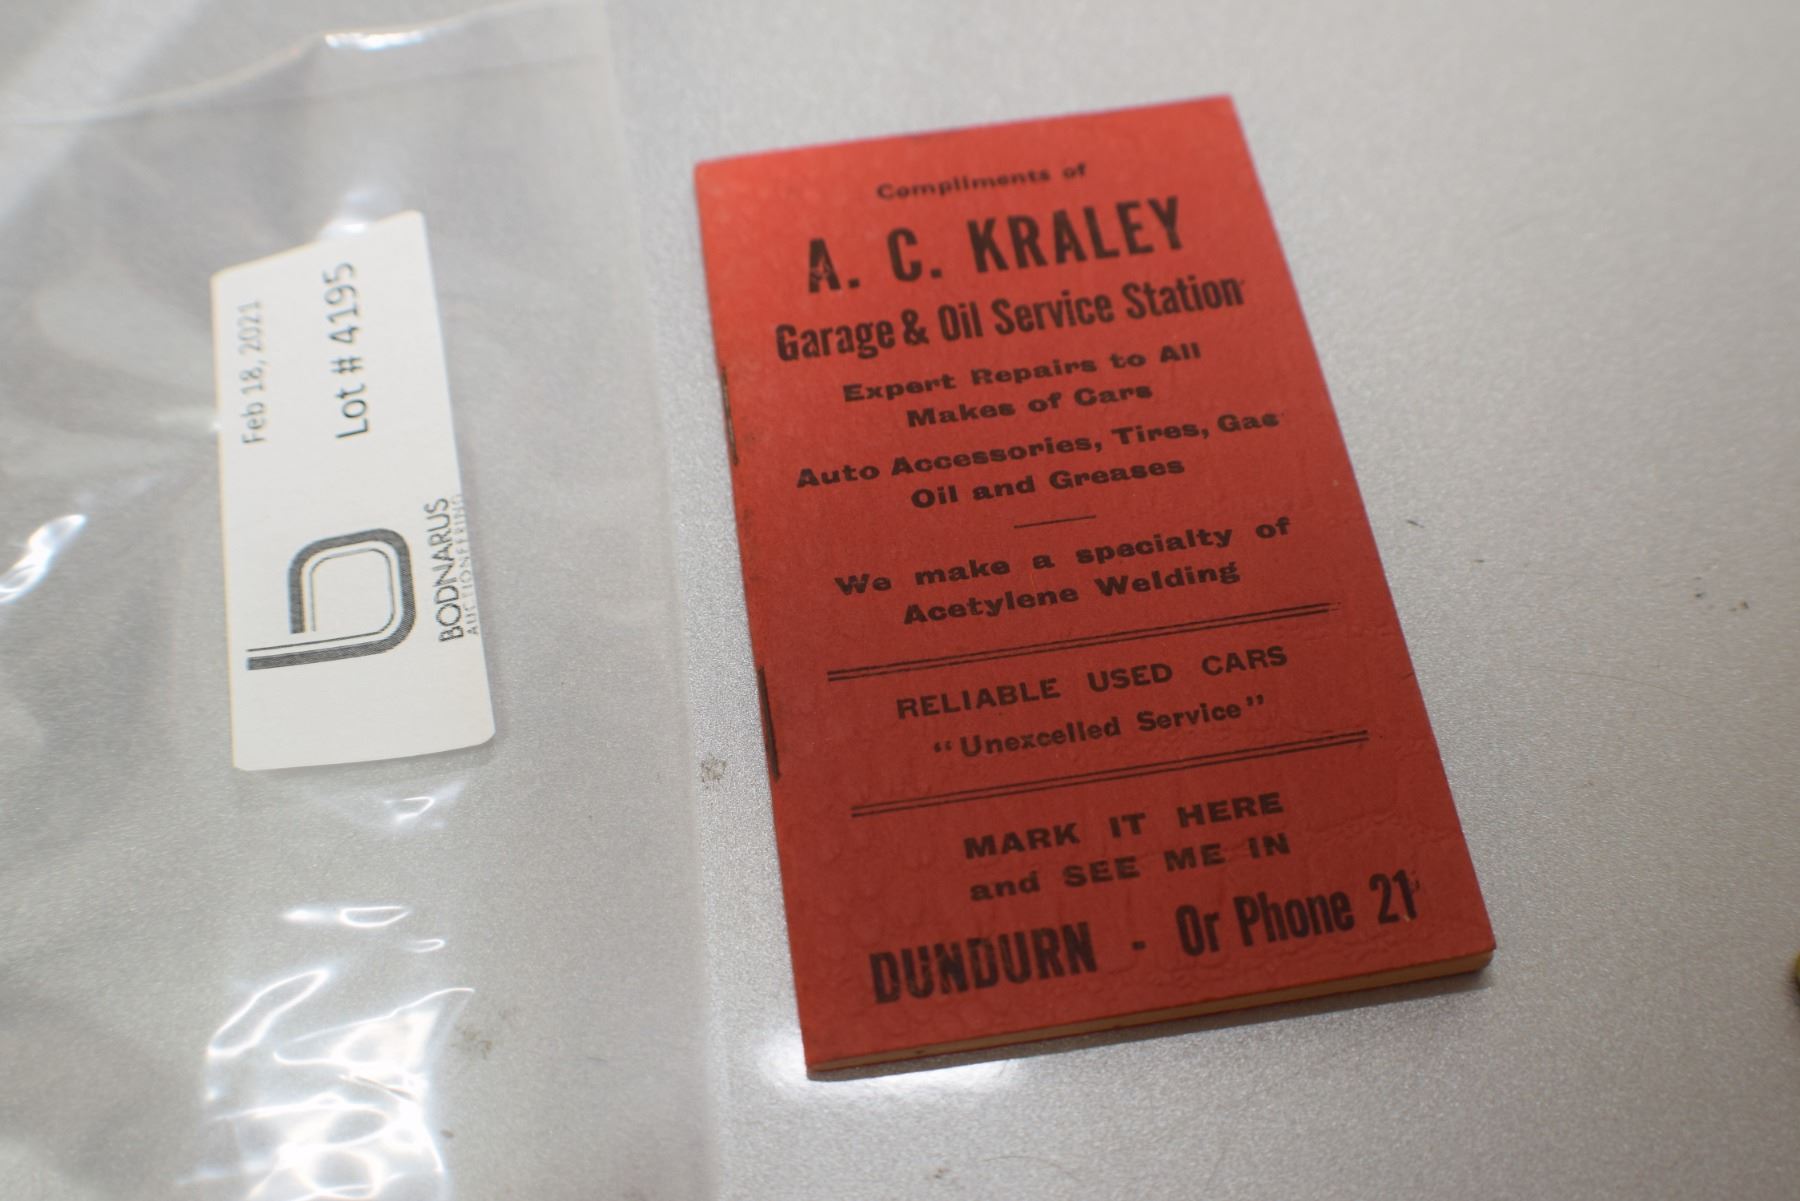 Feb 18, 2021
Lot # 4195
BODNARUS
AUCTIONEERING
Compliments of
A. C. KRALEY
Garage & Oil Service Station
Expert Repairs to All
Makes of Cars
Auto Accessories, Tires, Gas
Oil and Greases
We make a specialty of
Acetylene Welding
RELIABLE USED CARS
"Unexcelled Service"
MARK IT HERE
and SEE ME IN
DUNDURN - Or Phone 21